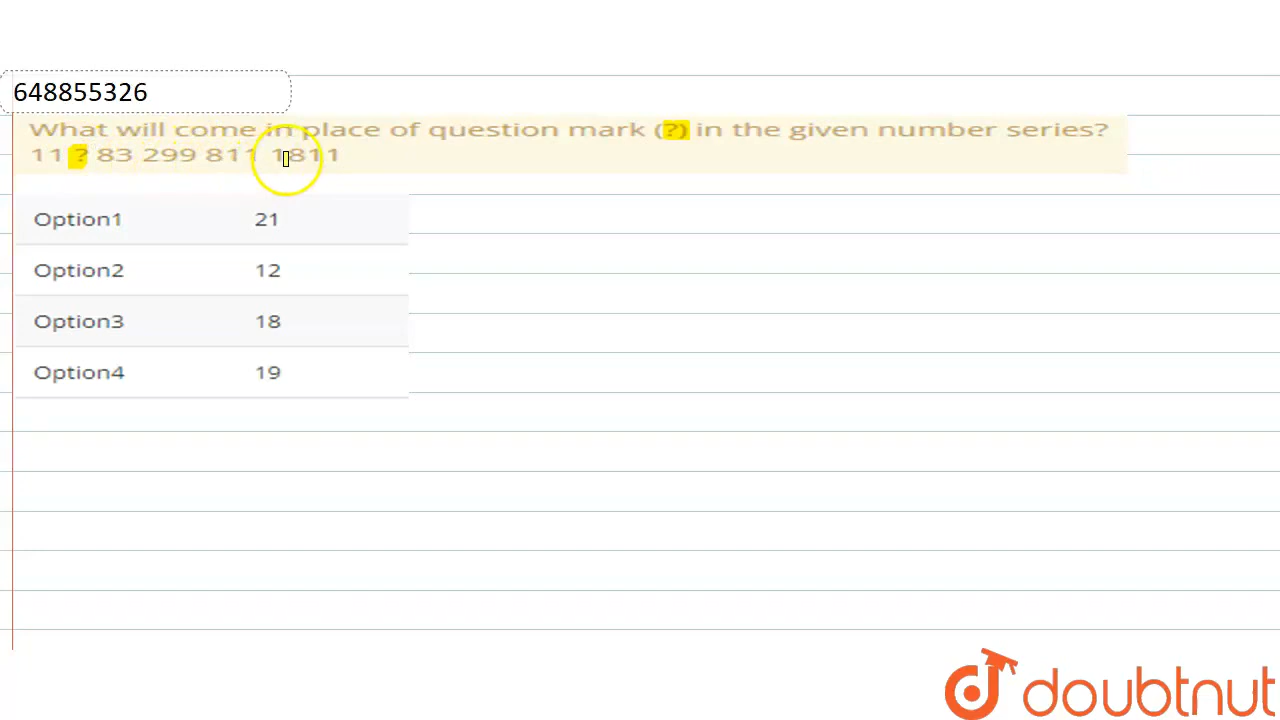 648855326
What will come in place of question mark (?) in the given number series?
11 ? 83 299 811 1811
Option1 21
Option2 12
Option3 18
Option4 19
doubtnut